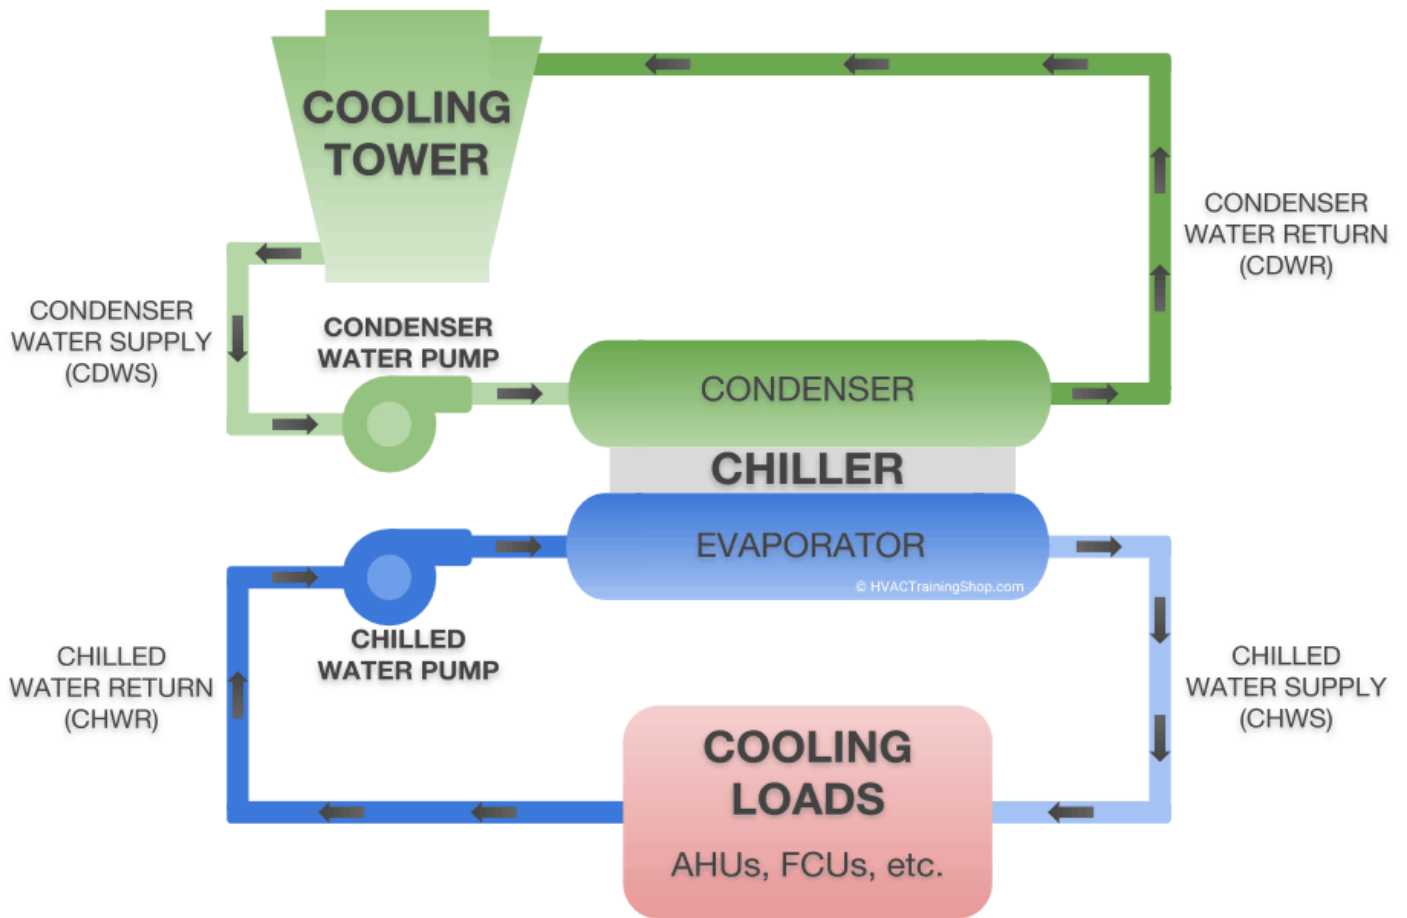 COOLING
TOWER
CONDENSER
WATER RETURN
(CDWR)
CONDENSER
WATER SUPPLY
(CDWS)
CONDENSER
WATER PUMP
CONDENSER
CHILLER
EVAPORATOR
© HVACTrainingShop.com
CHILLED
WATER PUMP
CHILLED
WATER RETURN
(CHWR)
CHILLED
WATER SUPPLY
(CHWS)
COOLING
LOADS
AHUs, FCUs, etc.